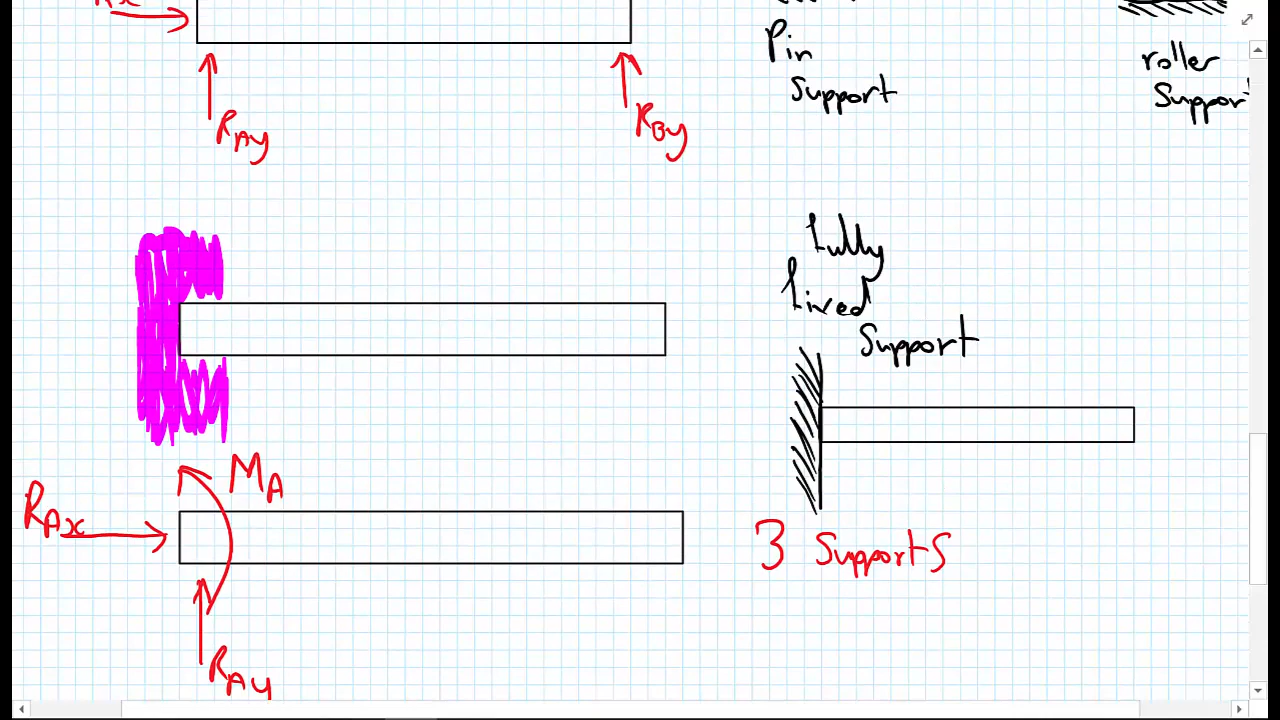 Pin
Support
roller
Support
RAy
RBy
fully
fixed
Support
MA
RAx
3 Supports
RAy